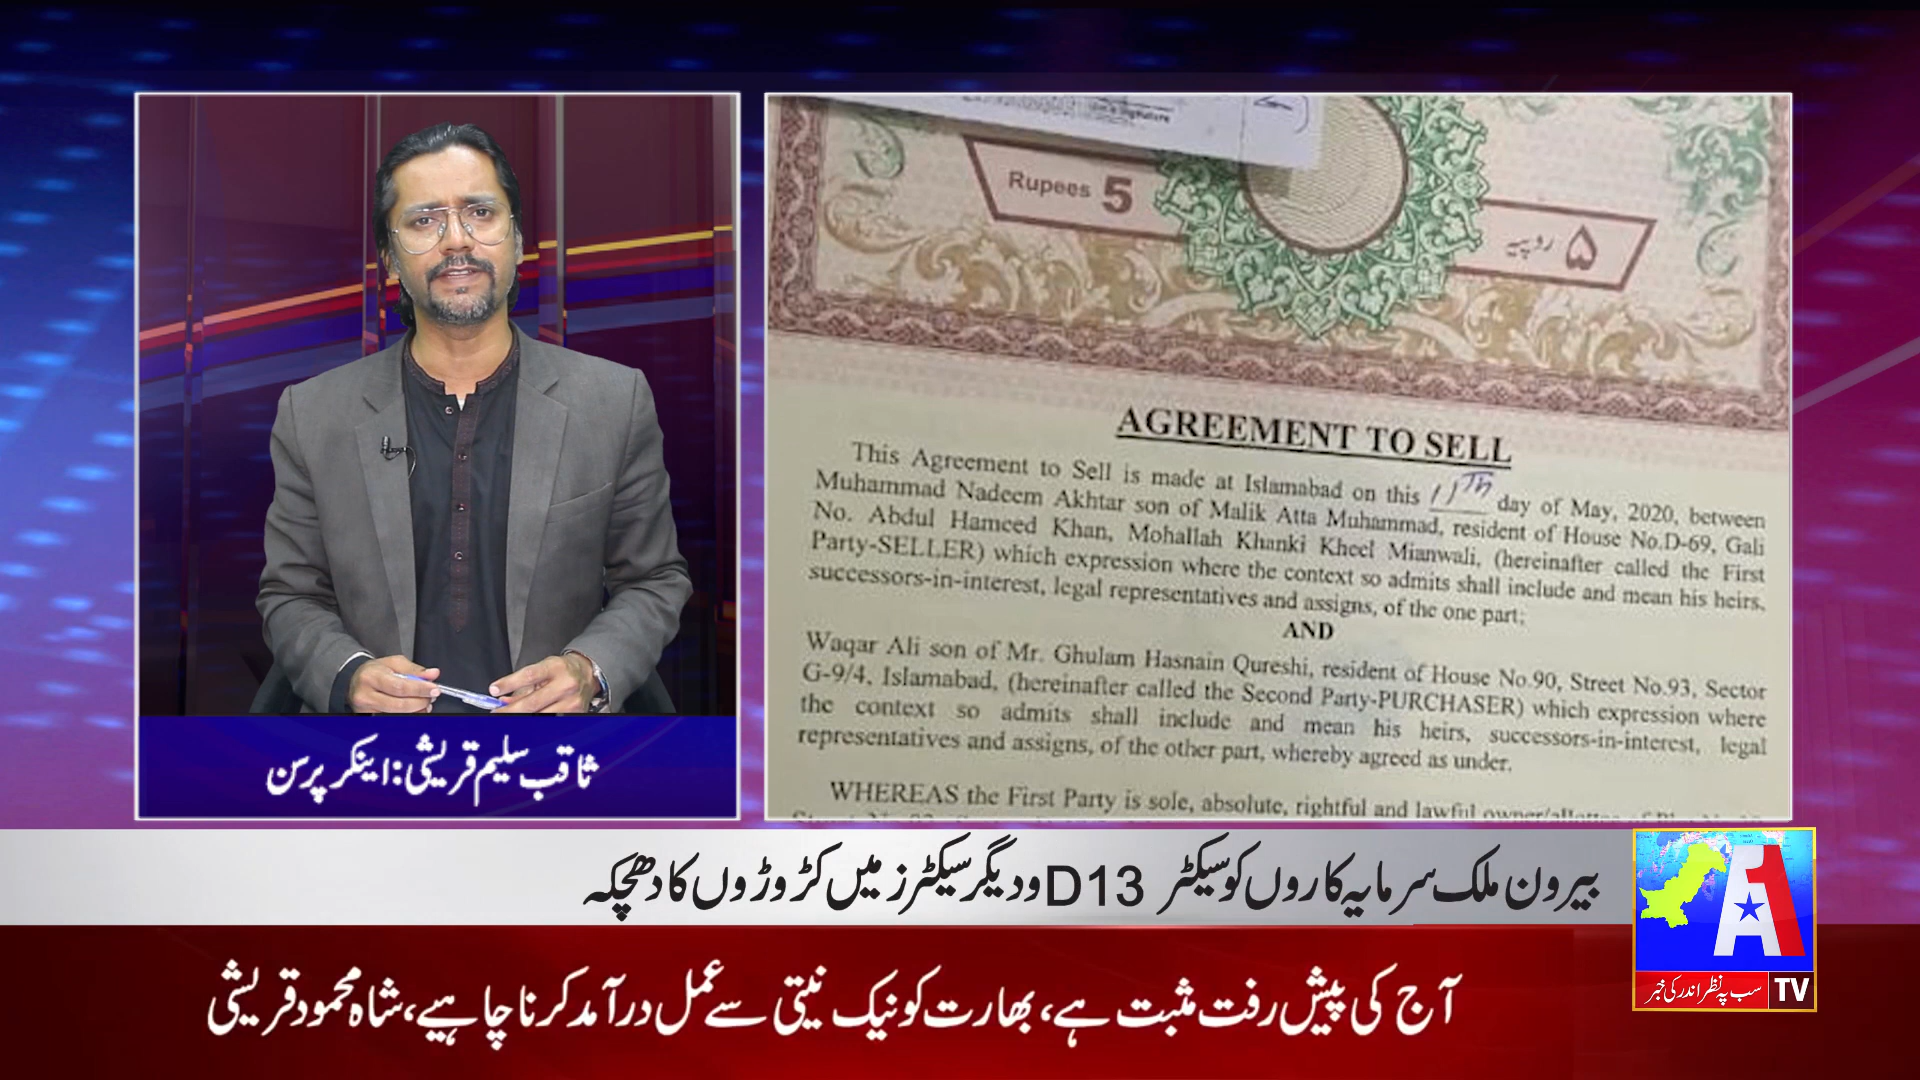 Rupees 5
۵ روپیہ
AGREEMENT TO SELL
This Agreement to Sell is made at Islamabad on this 11Th day of May, 2020, between
Muhammad Nadeem Akhtar son of Malik Atta Muhammad, resident of House No.D-69, Gali
No. Abdul Hameed Khan, Mohallah Khanki Kheel Mianwali, (hereinafter called the First
Party-SELLER) which expression where the context so admits shall include and mean his heirs,
successors-in-interest, legal representatives and assigns, of the one part;
AND
Waqar Ali son of Mr. Ghulam Hasnain Qureshi, resident of House No.90, Street No.93, Sector
G-9/4, Islamabad, (hereinafter called the Second Party-PURCHASER) which expression where
the context so admits shall include and mean his heirs, successors-in-interest, legal
representatives and assigns, of the other part, whereby agreed as under.
WHEREAS the First Party is sole, absolute, rightful and lawful owner/allottee of
ثاقب سلیم قریشی: اینکر پرسن
بیرون ملک سرمایہ کاروں کو سیکٹر D13 و دیگر سیکٹرز میں کڑوڑوں کا دھچکہ
آج کی پیش رفت مثبت ہے، بھارت کو نیک نیتی سے عمل درآمد کرنا چاہیے، شاہ محمود قریشی
A1
سب پہ نظر اندر کی خبر TV